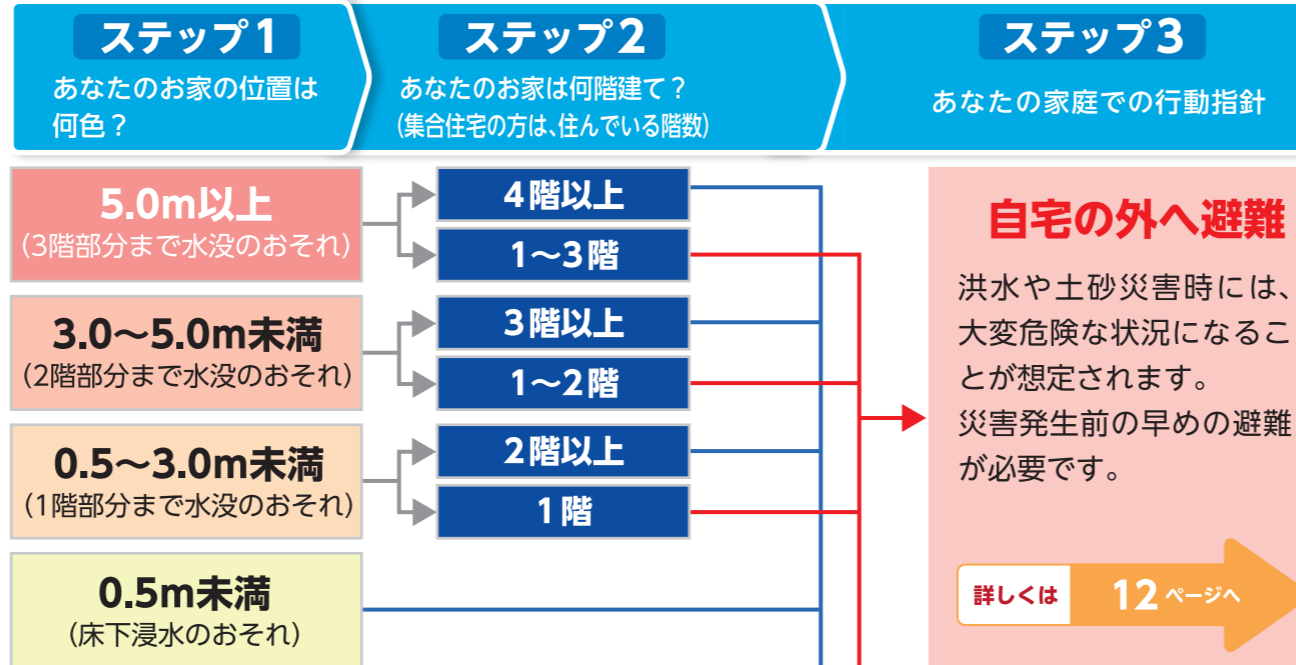 ステップ1
あなたのお家の位置は
何色？
ステップ2
あなたのお家は何階建て？
(集合住宅の方は、住んでいる階数)
ステップ3
あなたの家庭での行動指針
5.0m以上
(3階部分まで水没のおそれ)
4階以上
1〜3階
3.0〜5.0m未満
(2階部分まで水没のおそれ)
3階以上
1〜2階
0.5〜3.0m未満
(1階部分まで水没のおそれ)
2階以上
1階
0.5m未満
(床下浸水のおそれ)
自宅の外へ避難
洪水や土砂災害時には、
大変危険な状況になるこ
とが想定されます。
災害発生前の早めの避難
が必要です。
詳しくは 12ページへ